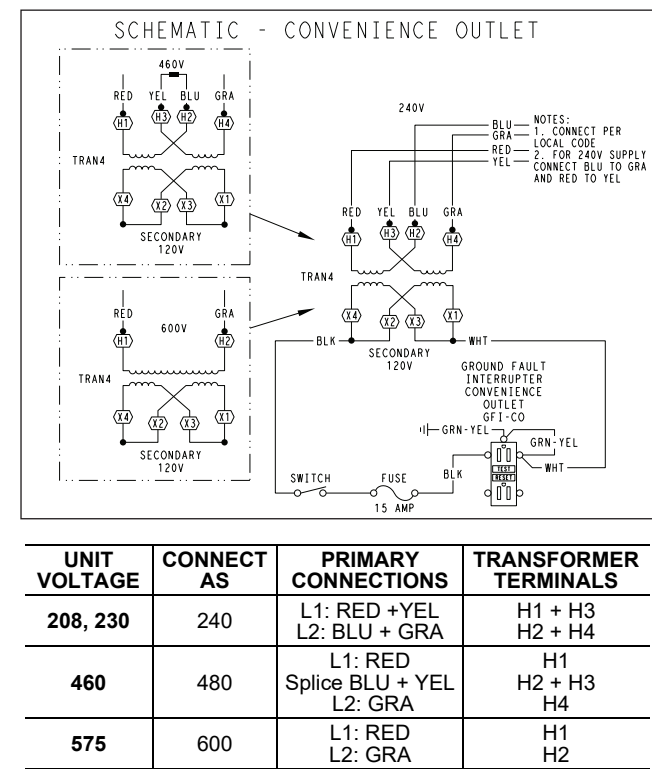 SCHEMATIC - CONVENIENCE OUTLET
460V
RED YEL BLU GRA
H1 H3 H2 H4
TRAN4
X4 X2 X3 X1
SECONDARY
120V
RED GRA
600V
H1 H2
TRAN4
X4 X2 X3 X1
SECONDARY
120V
240V
BLU
GRA
RED
YEL
NOTES:
1. CONNECT PER
LOCAL CODE
2. FOR 240V SUPPLY
CONNECT BLU TO GRA
AND RED TO YEL
RED YEL BLU GRA
H1 H3 H2 H4
TRAN4
X4 X2 X3 X1
BLK
WHT
SECONDARY
120V
GROUND FAULT
INTERRUPTER
CONVENIENCE
OUTLET
GFI-CO
GRN-YEL
GRN-YEL
WHT
BLK
TEST
RESET
SWITCH
FUSE
15 AMP
UNIT VOLTAGE CONNECT AS PRIMARY CONNECTIONS TRANSFORMER TERMINALS
208, 230 240 L1: RED +YEL H1 + H3
L2: BLU + GRA H2 + H4
460 480 L1: RED H1
Splice BLU + YEL H2 + H3
L2: GRA H4
575 600 L1: RED H1
L2: GRA H2